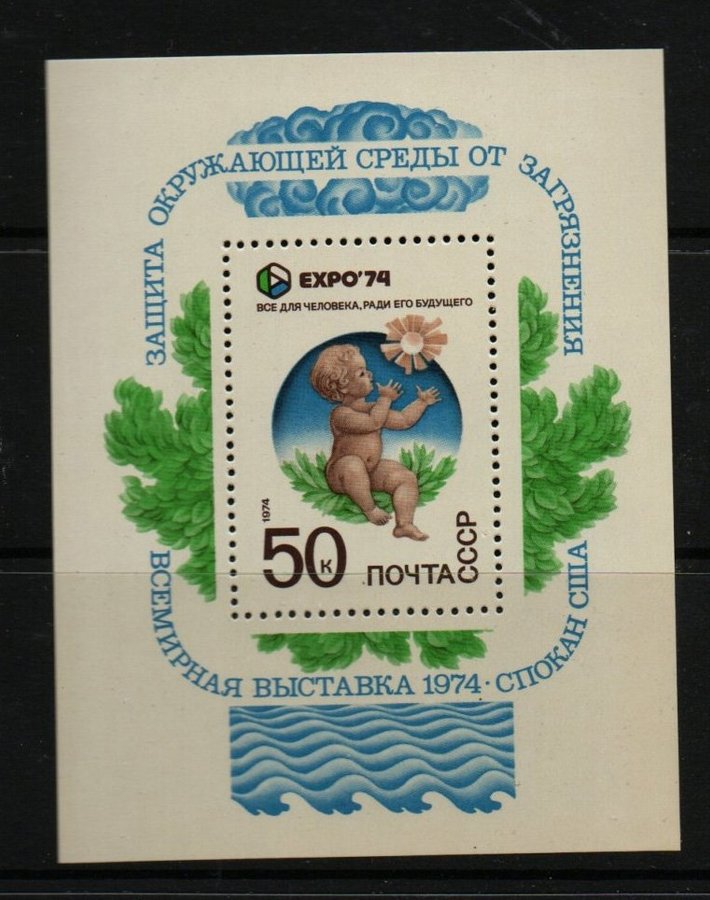 ЗАЩИТА ОКРУЖАЮЩЕЙ СРЕДЫ ОТ ЗАГРЯЗНЕНИЯ
EXPO'74
ВСЕ ДЛЯ ЧЕЛОВЕКА, РАДИ ЕГО БУДУЩЕГО
1974
50 К
ПОЧТА СССР
ВСЕМИРНАЯ ВЫСТАВКА 1974 · СПОКАН США